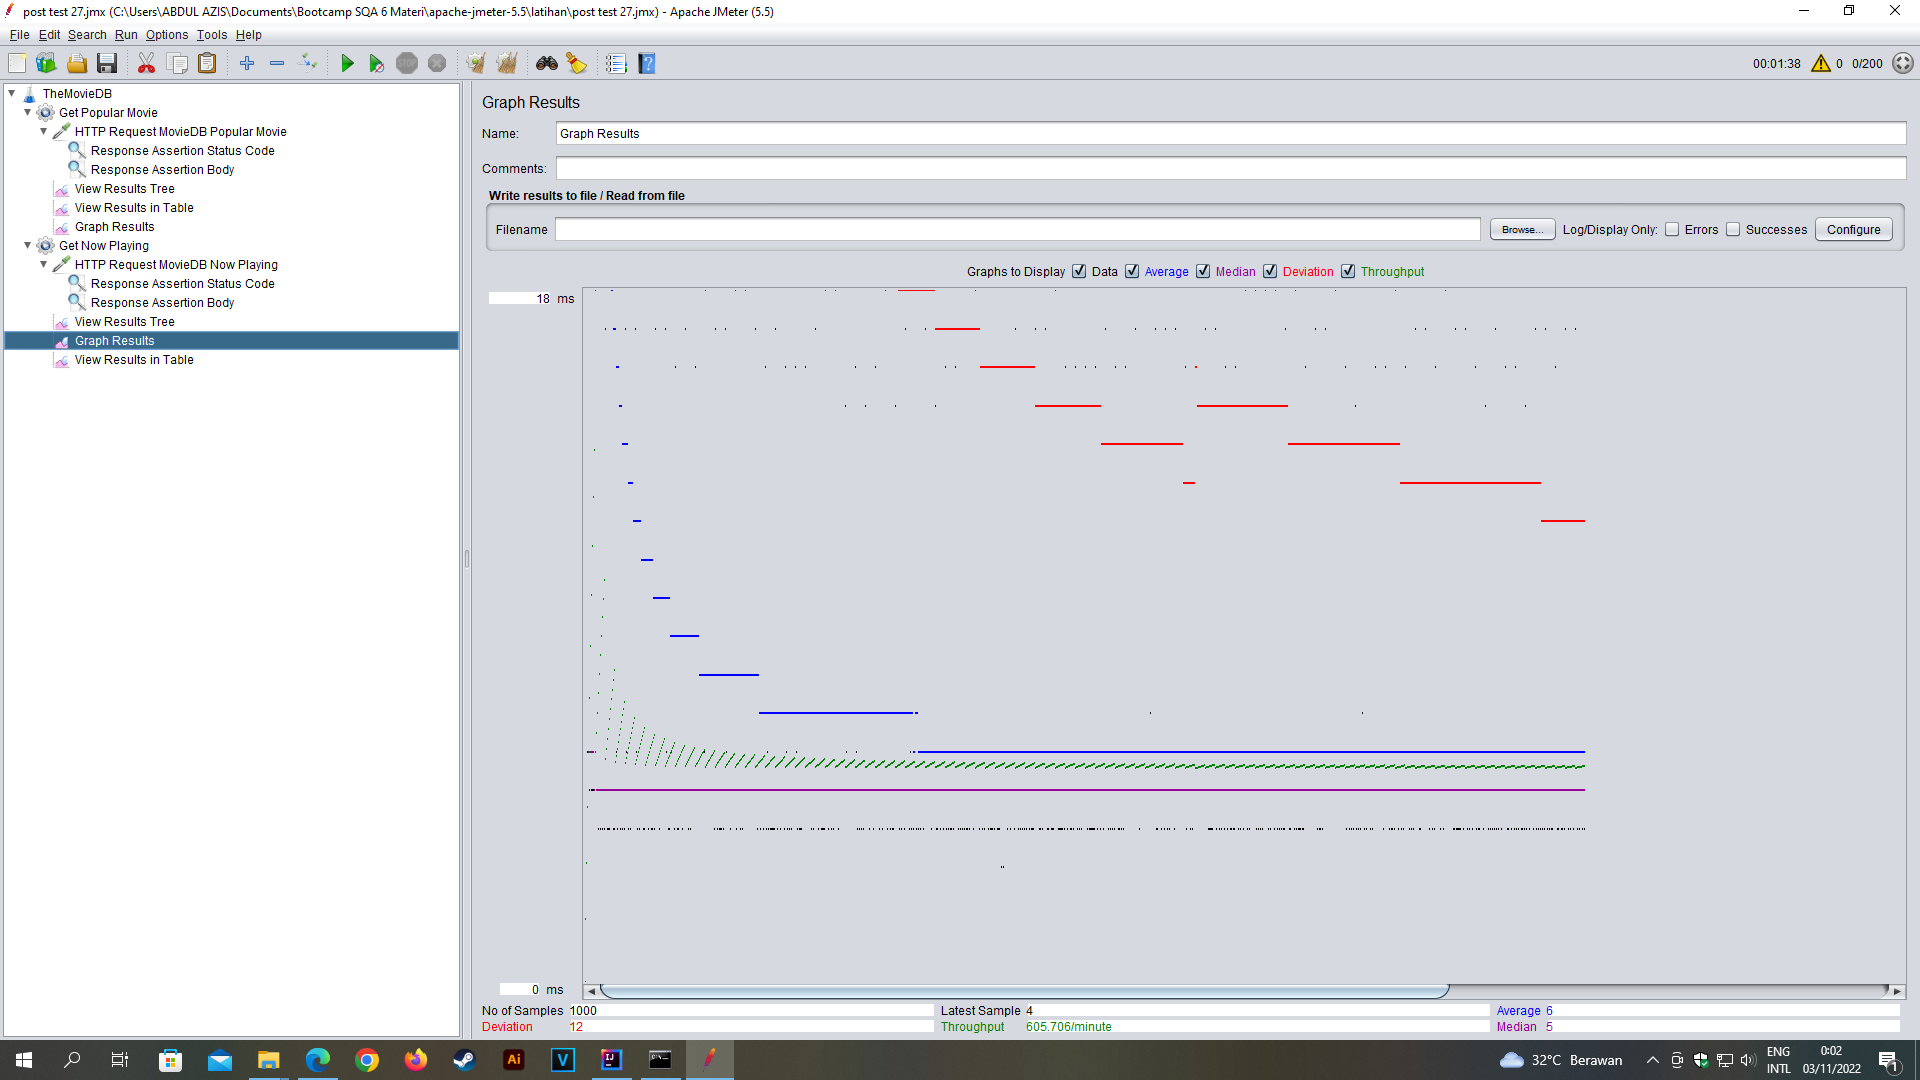 post test 27.jmx (C:\Users\ABDUL AZIS\Documents\Bootcamp SQA 6 Materi\apache-jmeter-5.5\latihan\post test 27.jmx) - Apache JMeter (5.5)
File Edit Search Run Options Tools Help
00:01:38 0 0/200
TheMovieDB
Get Popular Movie
HTTP Request MovieDB Popular Movie
Response Assertion Status Code
Response Assertion Body
View Results Tree
View Results in Table
Graph Results
Get Now Playing
HTTP Request MovieDB Now Playing
Response Assertion Status Code
Response Assertion Body
View Results Tree
Graph Results
View Results in Table
Graph Results
Name: Graph Results
Comments:
Write results to file / Read from file
Filename Browse... Log/Display Only: Errors Successes Configure
Graphs to Display Data Average Median Deviation Throughput
18 ms
0 ms
No of Samples 1000 Latest Sample 4 Average 6
Deviation 12 Throughput 605.706/minute Median 5
32°C Berawan
ENG
INTL
0:02
03/11/2022
1